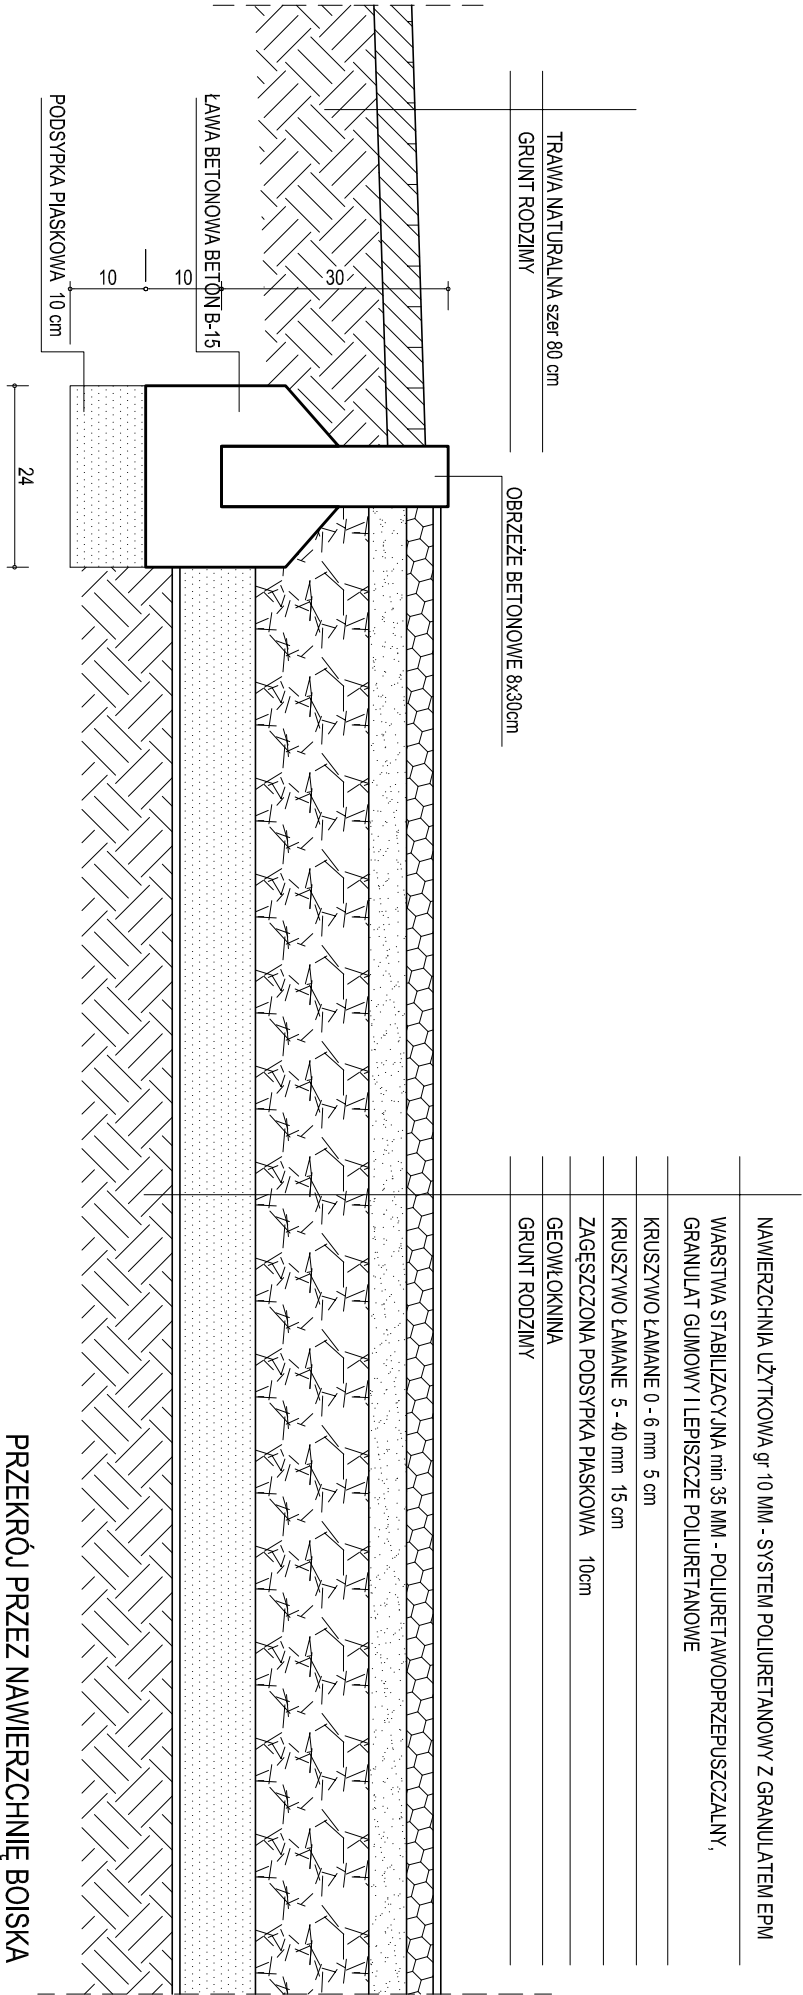 NAWIERZCHNIA UŻYTKOWA gr 10 MM - SYSTEM POLIURETANOWY Z GRANULATEM EPM
WARSTWA STABILIZACYJNA min 35 MM - POLIURETAWODPRZEPUSZCZALNY,
GRANULAT GUMOWY I LEPISZCZE POLIURETANOWE
KRUSZYWO ŁAMANE 0 - 6 mm 5 cm
KRUSZYWO ŁAMANE 5 - 40 mm 15 cm
ZAGĘSZCZONA PODSYPKA PIASKOWA 10cm
GEOWŁOKNINA
GRUNT RODZIMY
TRAWA NATURALNA szer 80 cm
GRUNT RODZIMY
OBRZEŻE BETONOWE 8x30cm
30
10
10
ŁAWA BETONOWA BETON B-15
PODSYPKA PIASKOWA 10 cm
24
PRZEKRÓJ PRZEZ NAWIERZCHNIĘ BOISKA